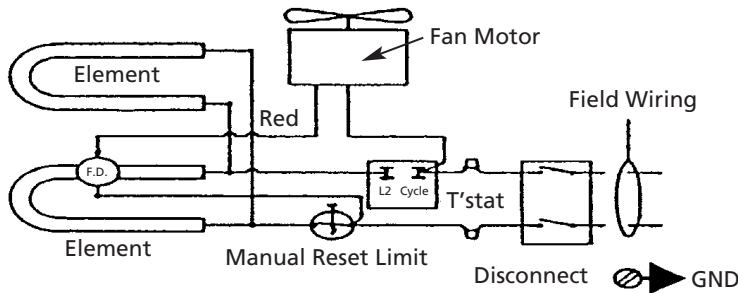 Fan Motor
Element
Field Wiring
Red
F.D.
L2 Cycle
T'stat
Element
Manual Reset Limit
Disconnect
GND